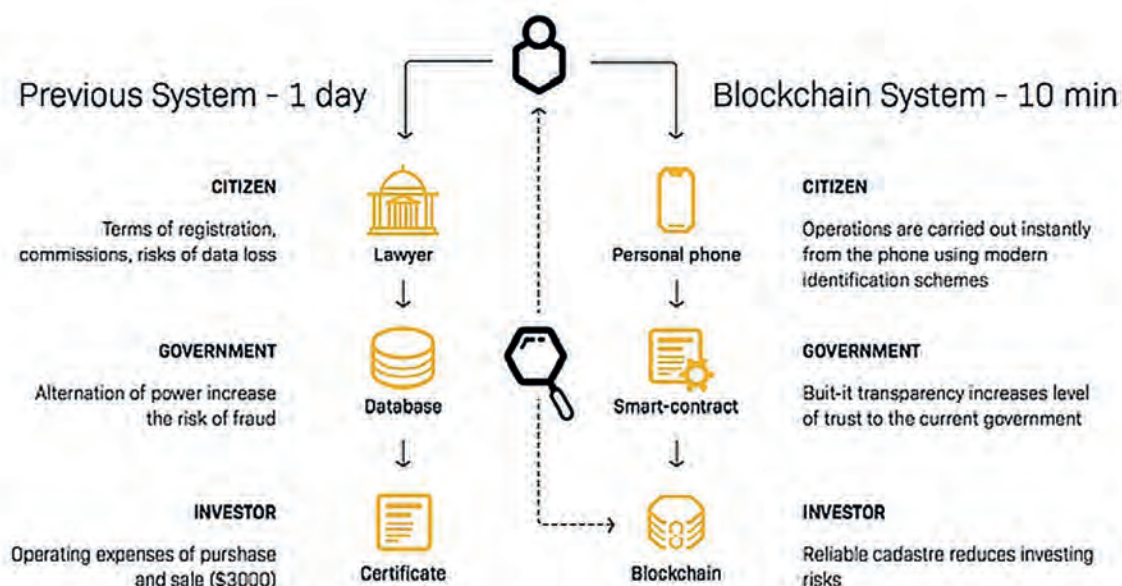 Previous System - 1 day
Blockchain System - 10 min
CITIZEN
Terms of registration,
commissions, risks of data loss
Lawyer
Personal phone
CITIZEN
Operations are carried out instantly
from the phone using modern
identification schemes
GOVERNMENT
Alternation of power increase
the risk of fraud
Database
Smart-contract
GOVERNMENT
Buit-it transparency increases level
of trust to the current government
INVESTOR
Operating expenses of purshase
and sale ($3000)
Certificate
Blockchain
INVESTOR
Reliable cadastre reduces investing
risks